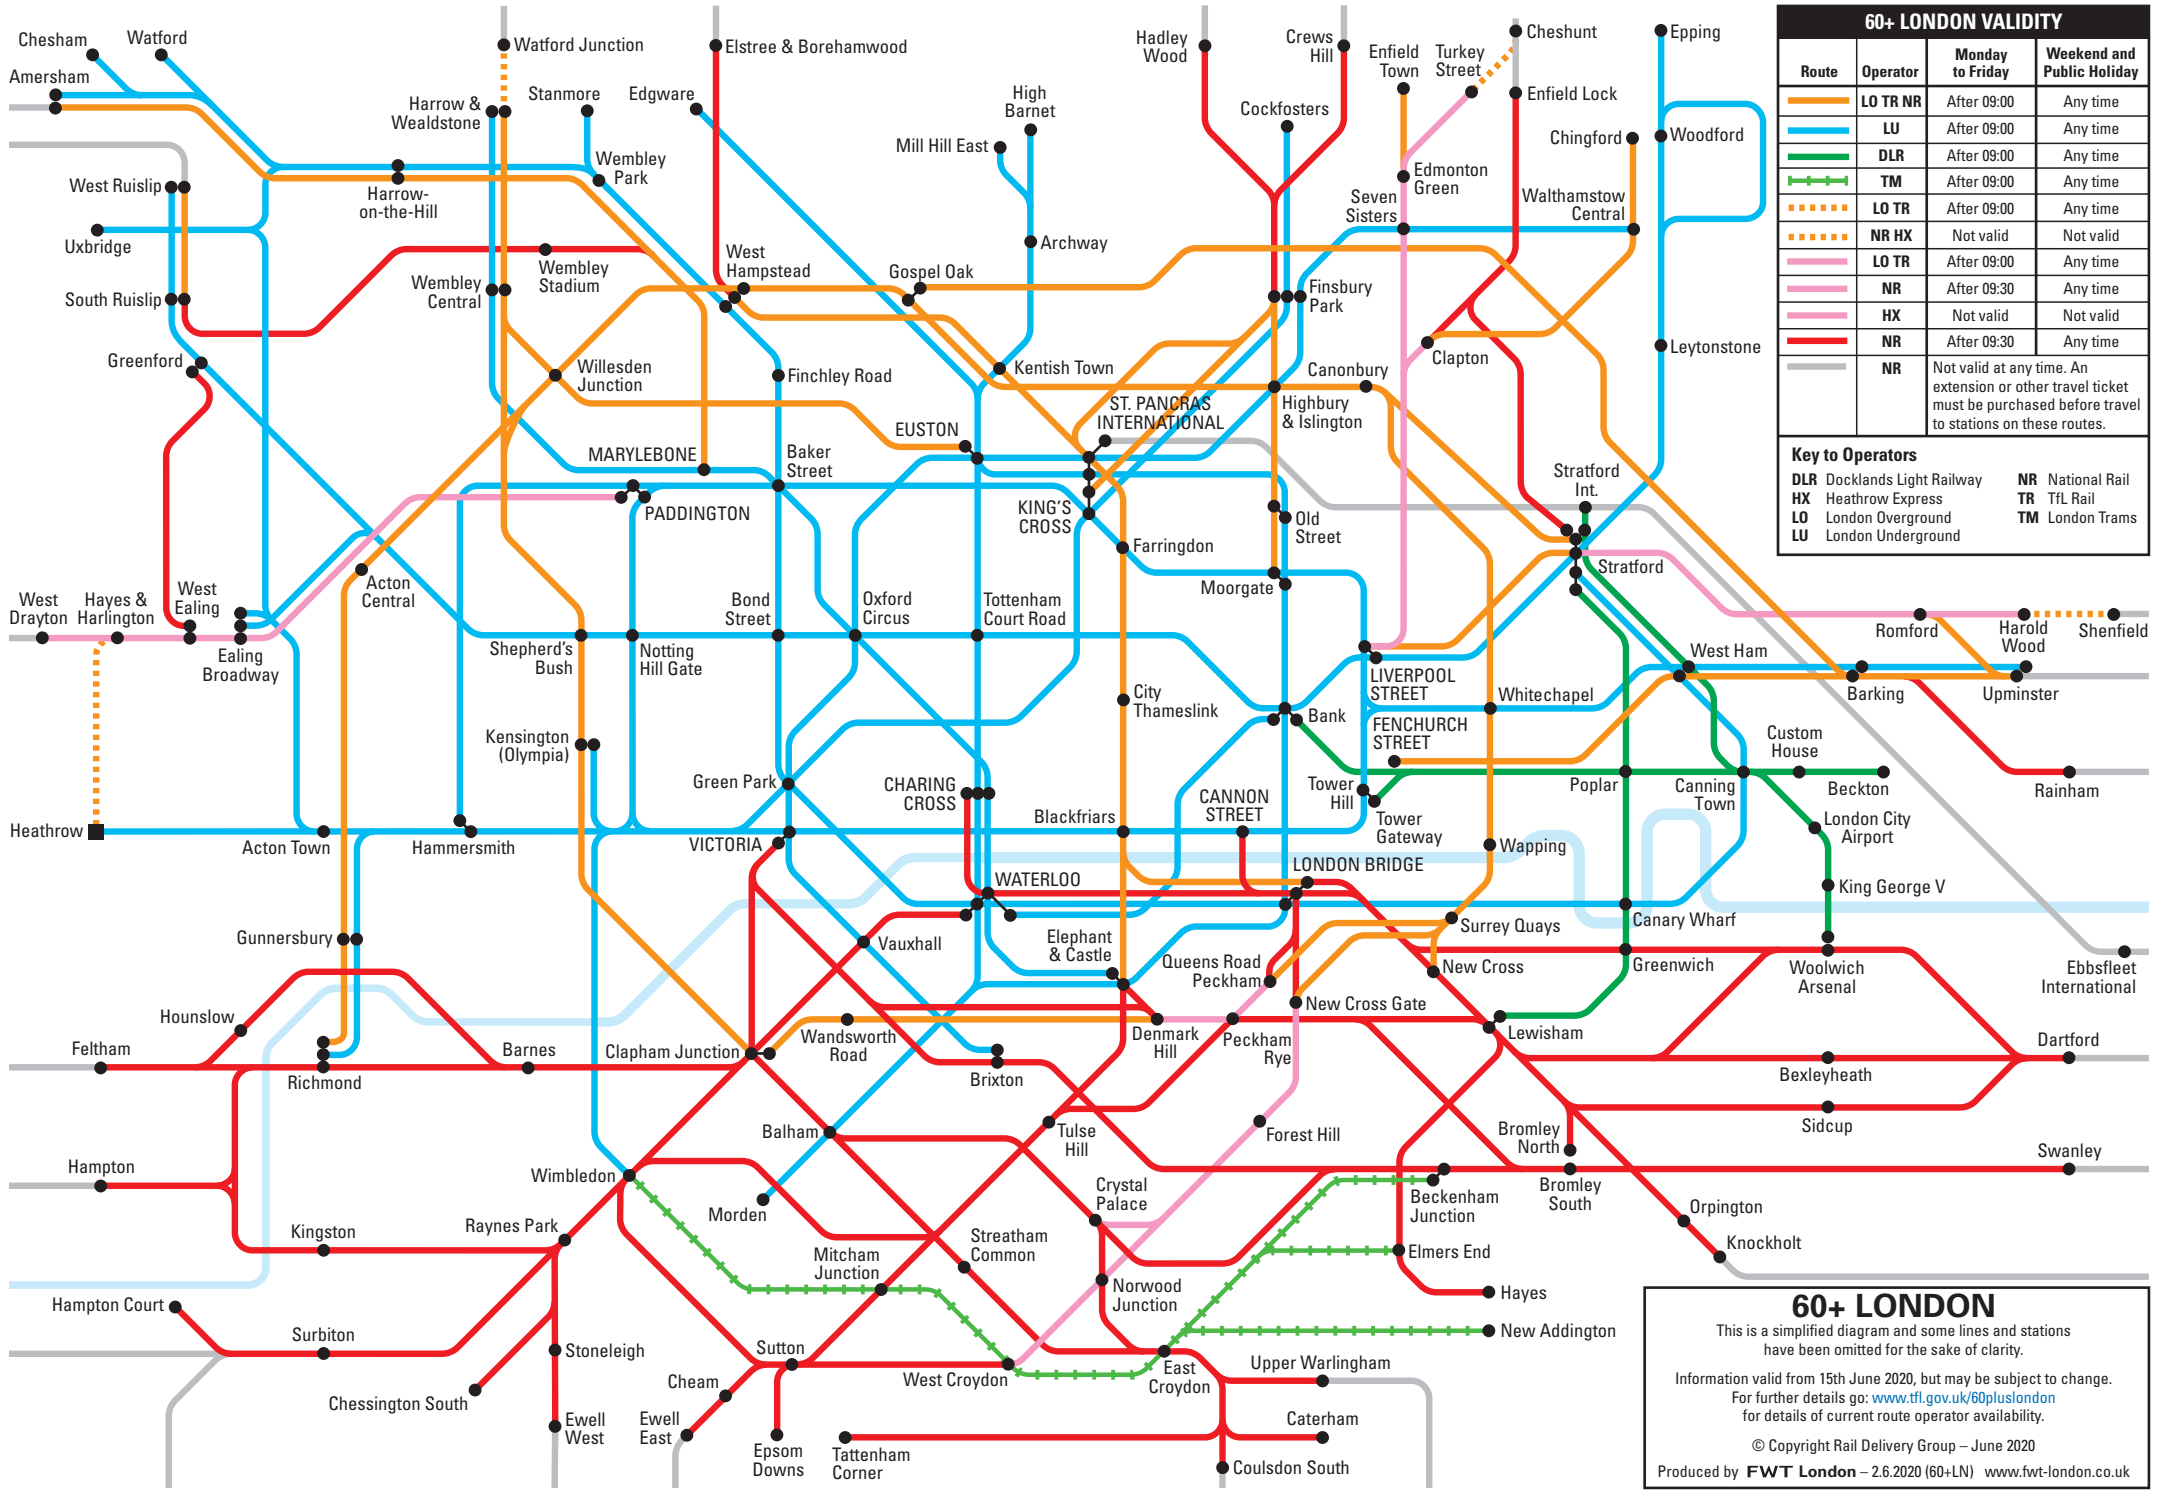 Chesham
Watford
Amersham
Watford Junction
Elstree & Borehamwood
Hadley
Wood
Crews
Hill
Enfield
Town
Turkey
Street
Cheshunt
Epping
Harrow &
Wealdstone
Stanmore
Edgware
High
Barnet
Mill Hill East
Cockfosters
Enfield Lock
Chingford
Woodford
West Ruislip
Harrow-
on-the-Hill
Wembley
Park
Edmonton
Green
Seven
Sisters
Walthamstow
Central
Uxbridge
Archway
Wembley
Stadium
West
Hampstead
Gospel Oak
South Ruislip
Wembley
Central
Finsbury
Park
Greenford
Willesden
Junction
Finchley Road
Kentish Town
Canonbury
Clapton
Leytonstone
ST. PANCRAS
INTERNATIONAL
Highbury
& Islington
EUSTON
MARYLEBONE
Baker
Street
Stratford
Int.
PADDINGTON
KING'S
CROSS
Old
Street
Farringdon
Moorgate
Stratford
Acton
Central
West
Drayton
Hayes &
Harlington
West
Ealing
Ealing
Broadway
Shepherd's
Bush
Notting
Hill Gate
Bond
Street
Oxford
Circus
Tottenham
Court Road
Romford
Harold
Wood
Shenfield
LIVERPOOL
STREET
West Ham
Barking
Upminster
City
Thameslink
Whitechapel
Bank
FENCHURCH
STREET
Kensington
(Olympia)
Custom
House
Green Park
CHARING
CROSS
Tower
Hill
Tower
Gateway
Poplar
Canning
Town
Beckton
Rainham
CANNON
STREET
Heathrow
Acton Town
Hammersmith
VICTORIA
Blackfriars
London City
Airport
Wapping
LONDON BRIDGE
WATERLOO
King George V
Gunnersbury
Vauxhall
Elephant
& Castle
Surrey Quays
Canary Wharf
Queens Road
Peckham
New Cross
Greenwich
Woolwich
Arsenal
Ebbsfleet
International
Hounslow
New Cross Gate
Feltham
Richmond
Barnes
Clapham Junction
Wandsworth
Road
Brixton
Denmark
Hill
Peckham
Rye
Lewisham
Bexleyheath
Dartford
Balham
Tulse
Hill
Forest Hill
Bromley
North
Sidcup
Swanley
Hampton
Wimbledon
Morden
Crystal
Palace
Beckenham
Junction
Bromley
South
Orpington
Kingston
Raynes Park
Mitcham
Junction
Streatham
Common
Elmers End
Knockholt
Norwood
Junction
Hayes
Hampton Court
Surbiton
New Addington
Stoneleigh
Sutton
West Croydon
East
Croydon
Upper Warlingham
Chessington South
Cheam
Ewell
West
Ewell
East
Epsom
Downs
Tattenham
Corner
Caterham
Coulsdon South
60+ LONDON VALIDITY
Route Operator Monday to Friday Weekend and Public Holiday
LO TR NR After 09:00 Any time
LU After 09:00 Any time
DLR After 09:00 Any time
TM After 09:00 Any time
LO TR After 09:00 Any time
NR HX Not valid Not valid
LO TR After 09:00 Any time
NR After 09:30 Any time
HX Not valid Not valid
NR After 09:30 Any time
NR Not valid at any time. An
extension or other travel ticket
must be purchased before travel
to stations on these routes.
Key to Operators
DLR Docklands Light Railway NR National Rail
HX Heathrow Express TR TfL Rail
LO London Overground TM London Trams
LU London Underground
60+ LONDON
This is a simplified diagram and some lines and stations
have been omitted for the sake of clarity.
Information valid from 15th June 2020, but may be subject to change.
For further details go: www.tfl.gov.uk/60pluslondon
for details of current route operator availability.
© Copyright Rail Delivery Group – June 2020
Produced by FWT London – 2.6.2020 (60+LN) www.fwt-london.co.uk